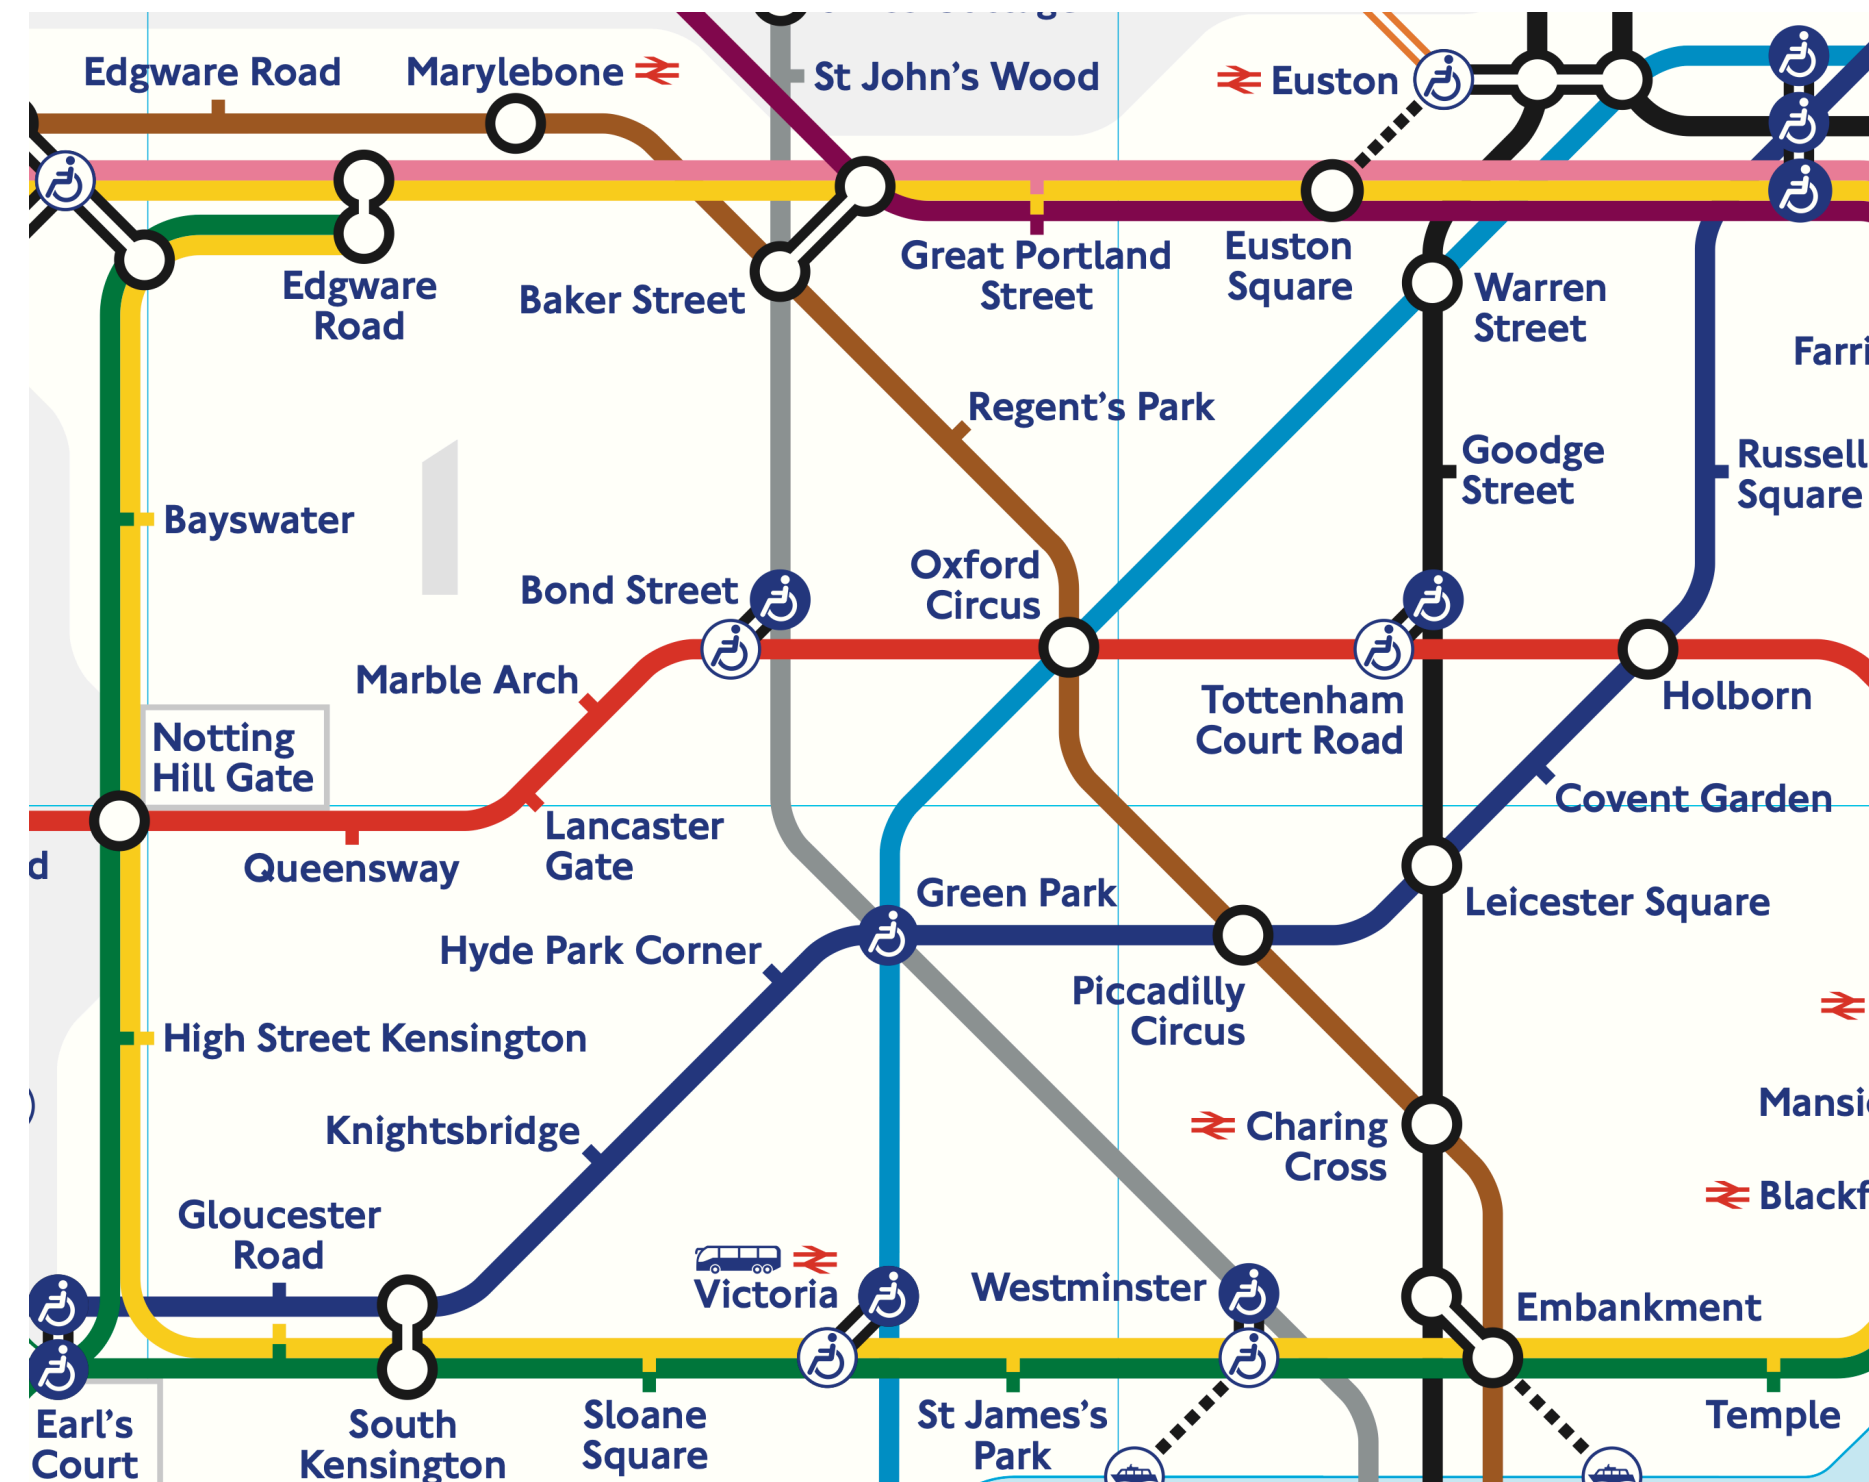 St John's Wood
Edgware Road
Marylebone
Euston
Edgware
Road
Baker Street
Great Portland
Street
Euston
Square
Warren
Street
Regent's Park
Goodge
Street
Russell
Square
Bayswater
Bond Street
Oxford
Circus
Marble Arch
Tottenham
Court Road
Holborn
Notting
Hill Gate
Queensway
Lancaster
Gate
Covent Garden
Green Park
Leicester Square
Hyde Park Corner
Piccadilly
Circus
High Street Kensington
Knightsbridge
Charing
Cross
Gloucester
Road
Victoria
Westminster
Embankment
Earl's
Court
South
Kensington
Sloane
Square
St James's
Park
Temple